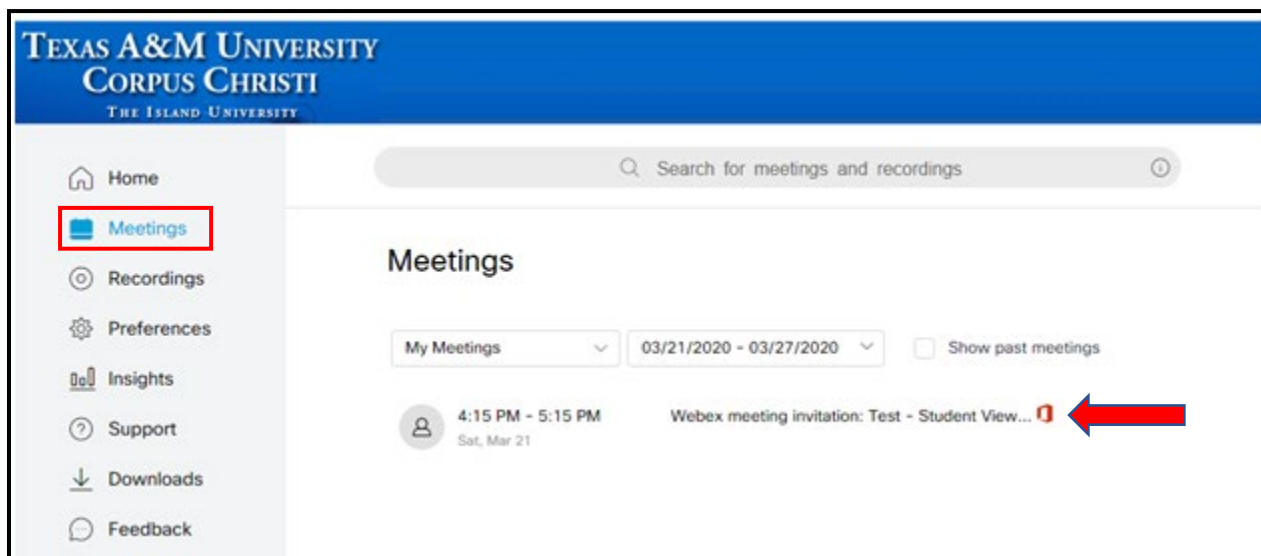 TEXAS A&M UNIVERSITY
CORPUS CHRISTI
THE ISLAND UNIVERSITY
Home
Meetings
Recordings
Preferences
Insights
Support
Downloads
Feedback
Search for meetings and recordings
Meetings
My Meetings
03/21/2020 - 03/27/2020
Show past meetings
4:15 PM - 5:15 PM
Sat, Mar 21
Webex meeting invitation: Test - Student View...